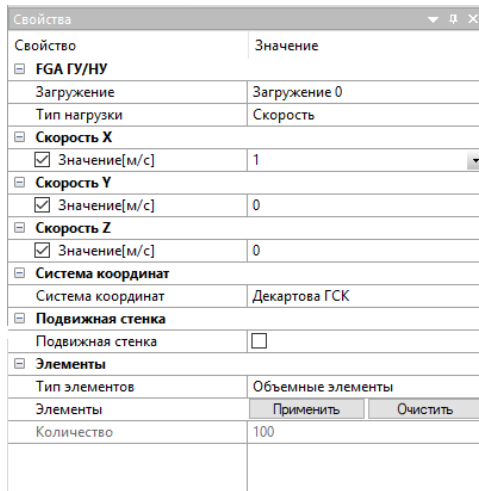 Свойства
Свойство Значение
FGA ГУ/НУ
Загружение Загружение 0
Тип нагрузки Скорость
Скорость X
Значение[м/с] 1
Скорость Y
Значение[м/с] 0
Скорость Z
Значение[м/с] 0
Система координат
Система координат Декартова ГСК
Подвижная стенка
Подвижная стенка
Элементы
Тип элементов Объемные элементы
Элементы Применить Очистить
Количество 100